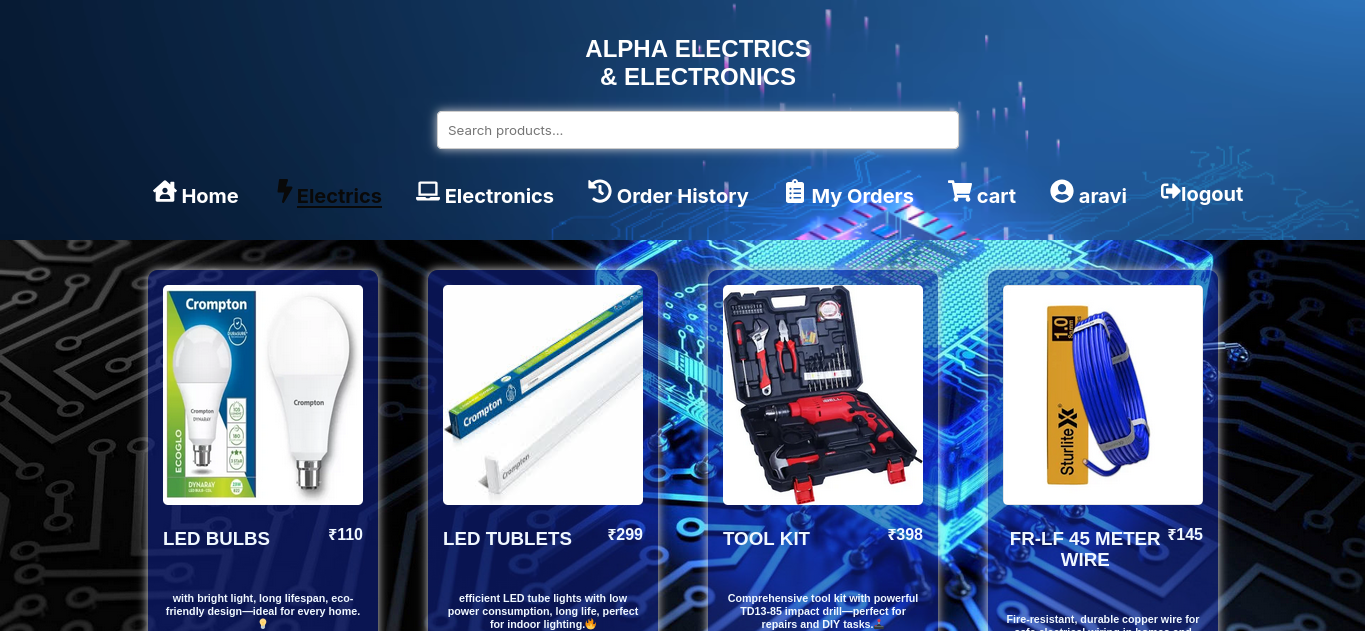 ALPHA ELECTRICS
& ELECTRONICS
Search products...
Home Electrics Electronics Order History My Orders cart aravi logout
Crompton
Crompton
DYNARAY
Crompton
ECOGLO
DYNARAY
Crompton
Crompton
1.0
SturliteX
LED BULBS ₹110
LED TUBLETS ₹299
TOOL KIT ₹398
FR-LF 45 METER ₹145
WIRE
with bright light, long lifespan, eco-
friendly design—ideal for every home.
💡
efficient LED tube lights with low
power consumption, long life, perfect
for indoor lighting.🔥
Comprehensive tool kit with powerful
TD13-85 impact drill—perfect for
repairs and DIY tasks.
Fire-resistant, durable copper wire for